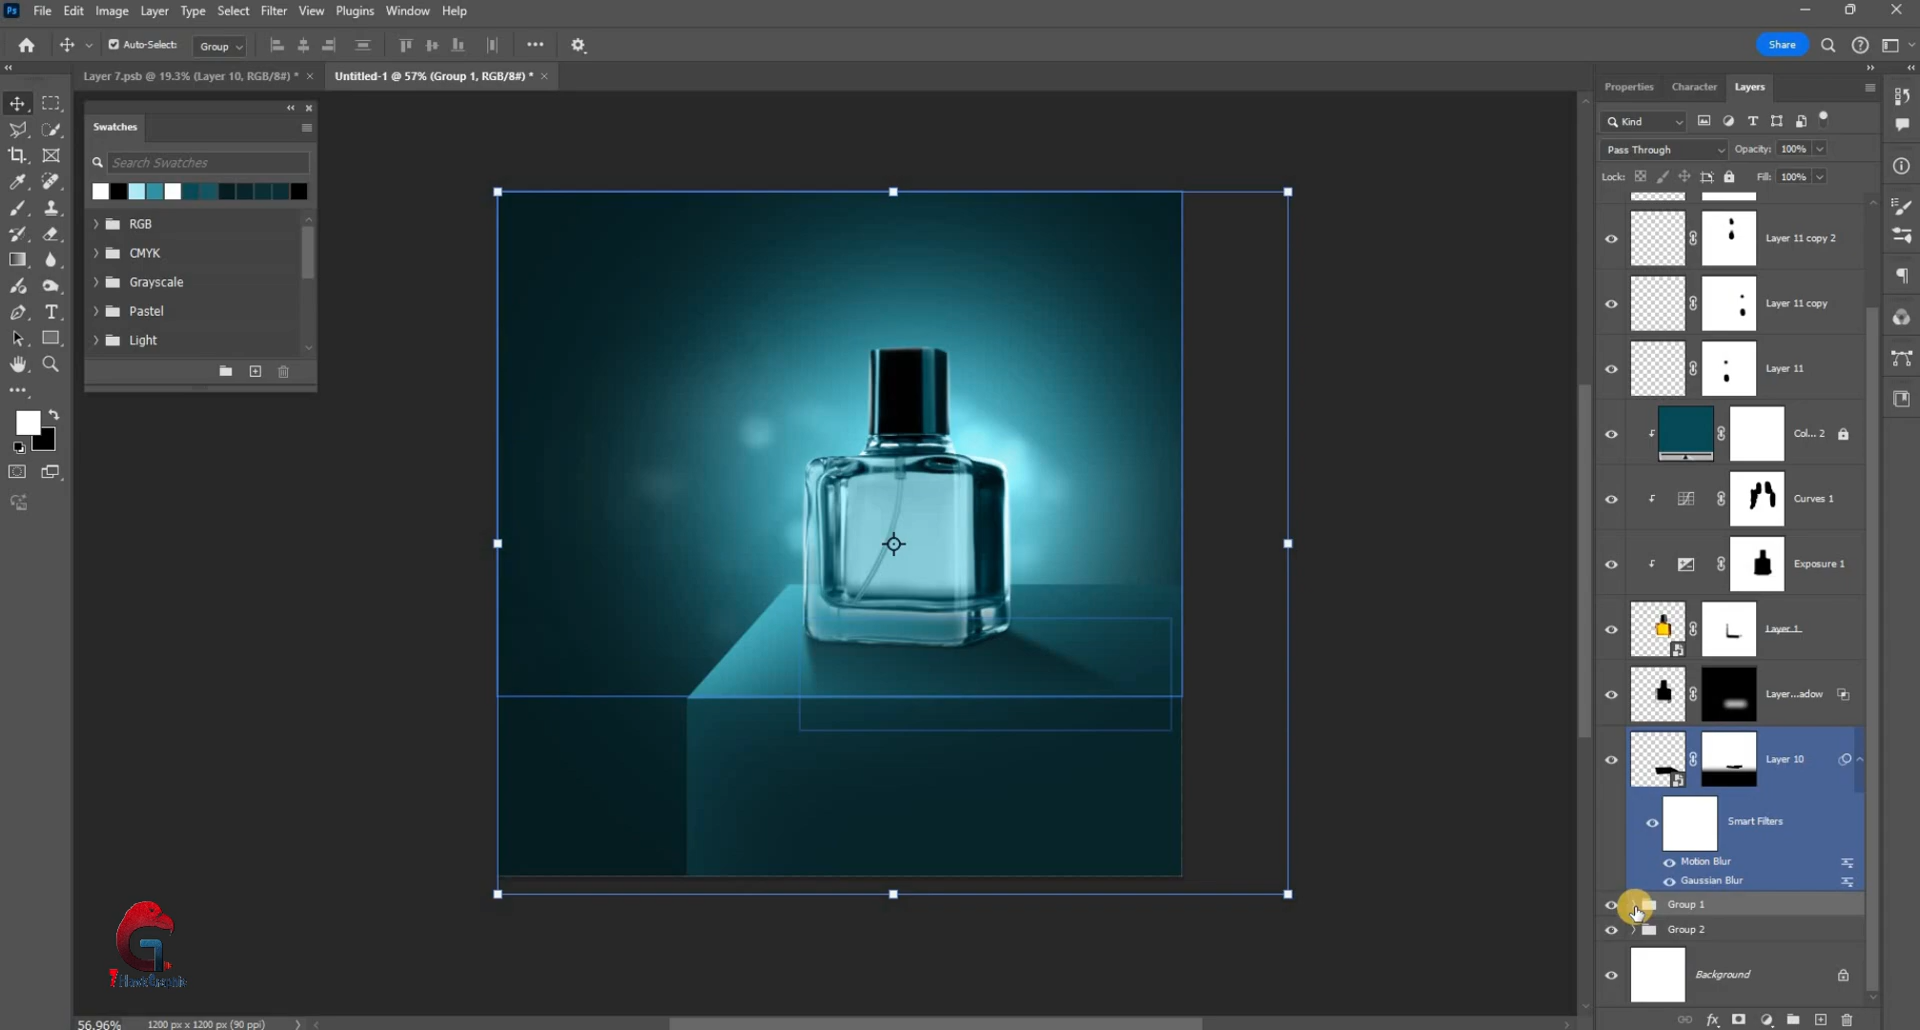 Ps File Edit Image Layer Type Select Filter View Plugins Window Help
Auto-Select: Group Share
Layer 7.psb @ 19.3% (Layer 10, RGB/8#) * Untitled-1 @ 57% (Group 1, RGB/8#) *
Swatches
Search Swatches
RGB
CMYK
Grayscale
Pastel
Light
Properties Character Layers
Kind
Pass Through Opacity: 100%
Lock: Fill: 100%
Layer 11 copy 2
Layer 11 copy
Layer 11
Col... 2
Curves 1
Exposure 1
Layer 1
Layer...adow
Layer 10
Smart Filters
Motion Blur
Gaussian Blur
Group 1
Group 2
Background
56.96% 1200 px x 1200 px (90 ppi)